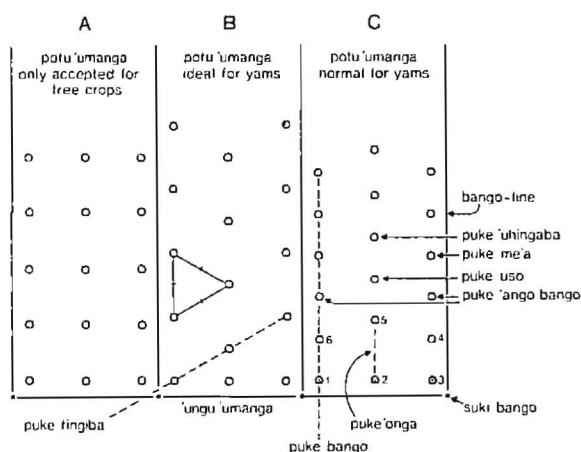 A
B
C
potu 'umanga
only accepted for
tree crops
potu 'umanga
ideal for yams
potu 'umanga
normal for yams
bango-line
puke 'uhingaba
puke me'a
puke uso
puke 'ango bango
6
5
4
1
2
3
puke fingiba
'ungu 'umanga
puke 'onga
suki bango
puke bango